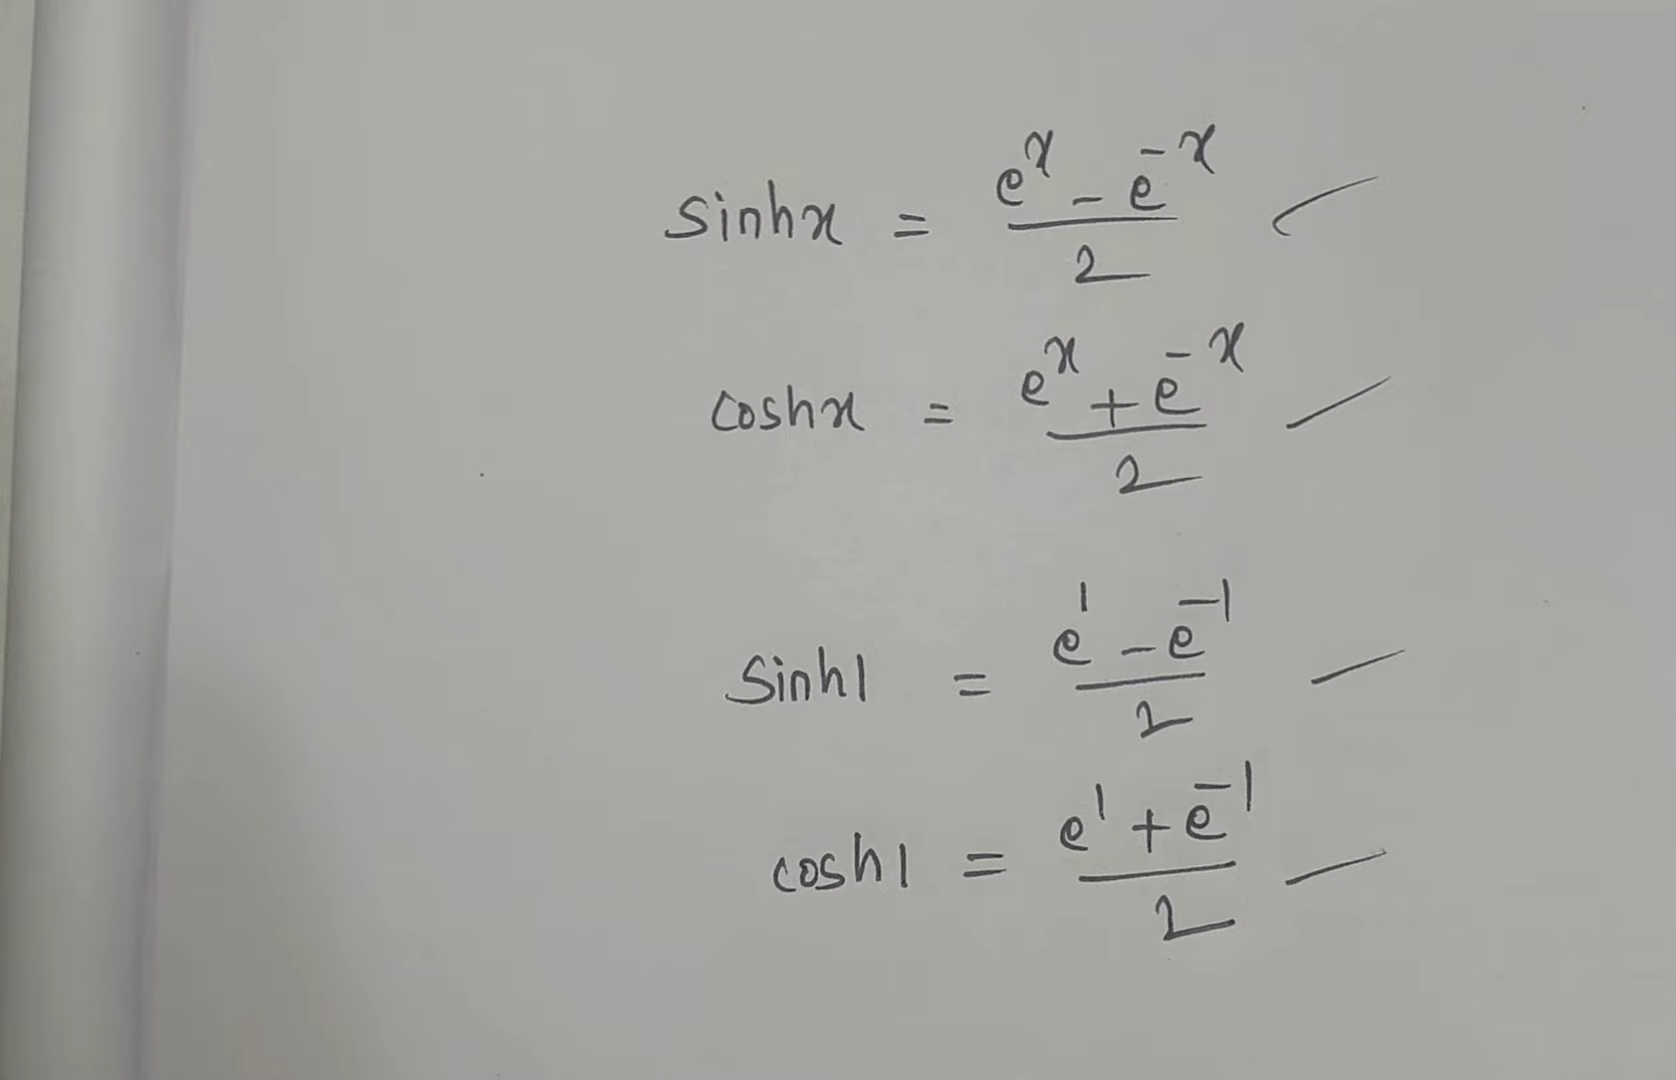 sinhx = (e^x - e^-x)/2
coshx = (e^x + e^-x)/2
sinh1 = (e^1 - e^-1)/2
cosh1 = (e^1 + e^-1)/2